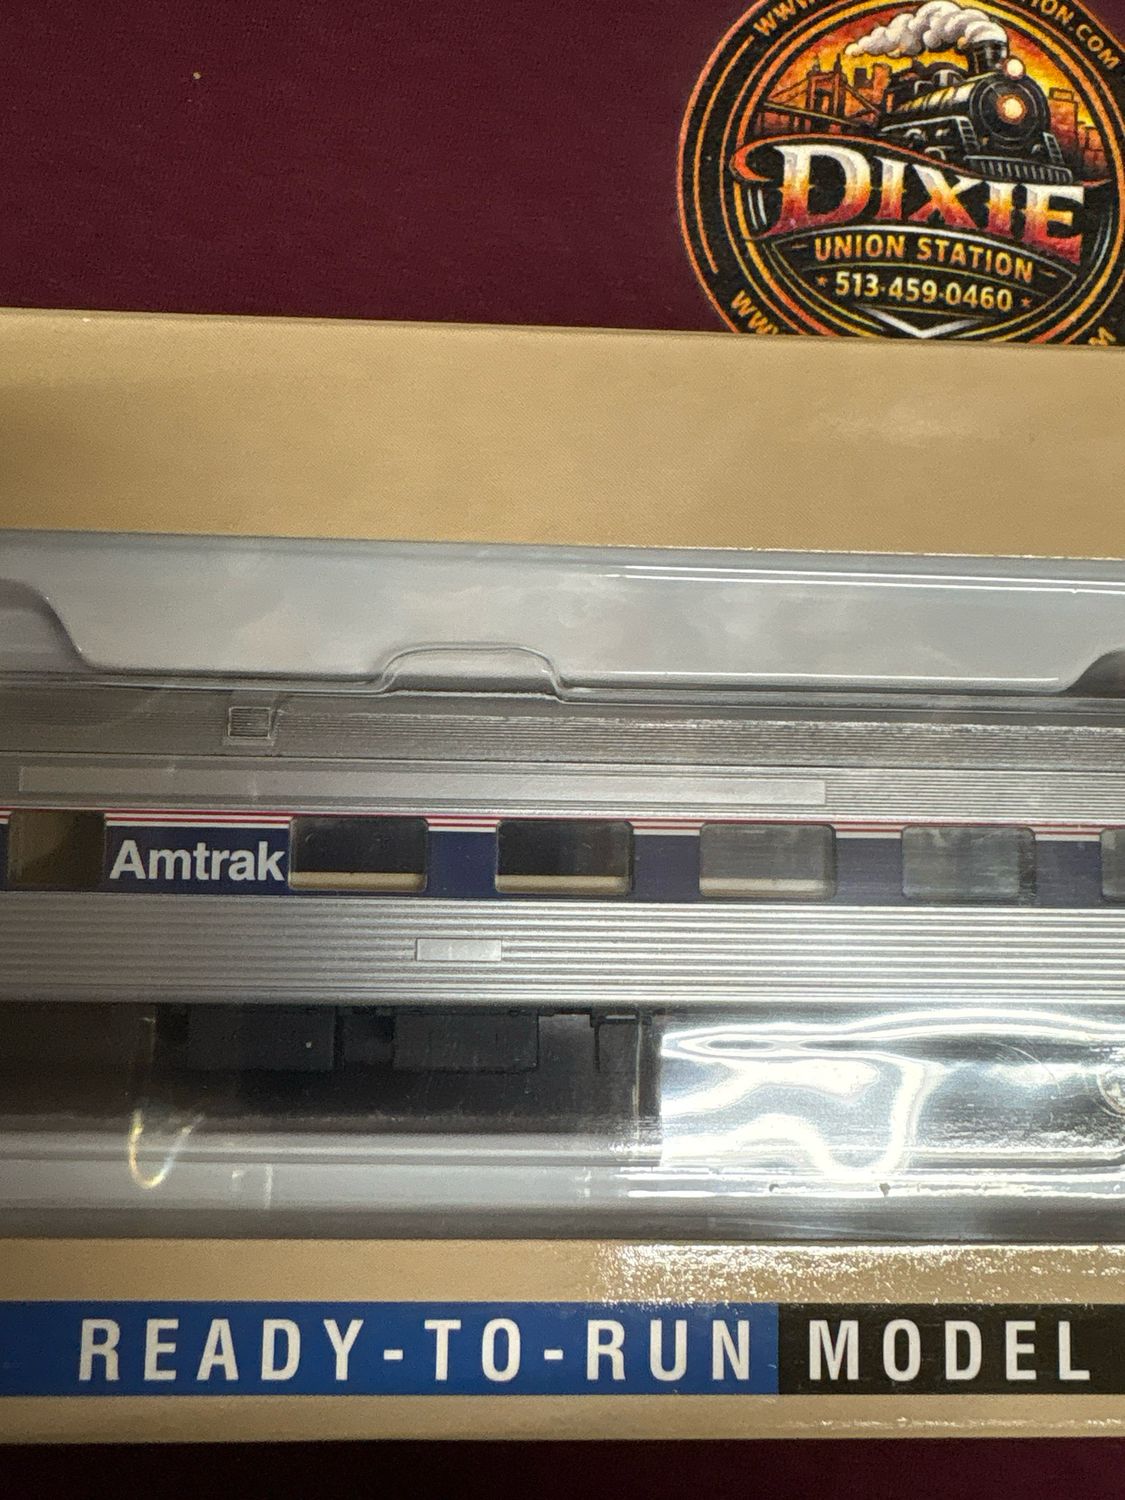 DIXIE
UNION STATION
513-459-0460
Amtrak
READY-TO-RUN MODEL